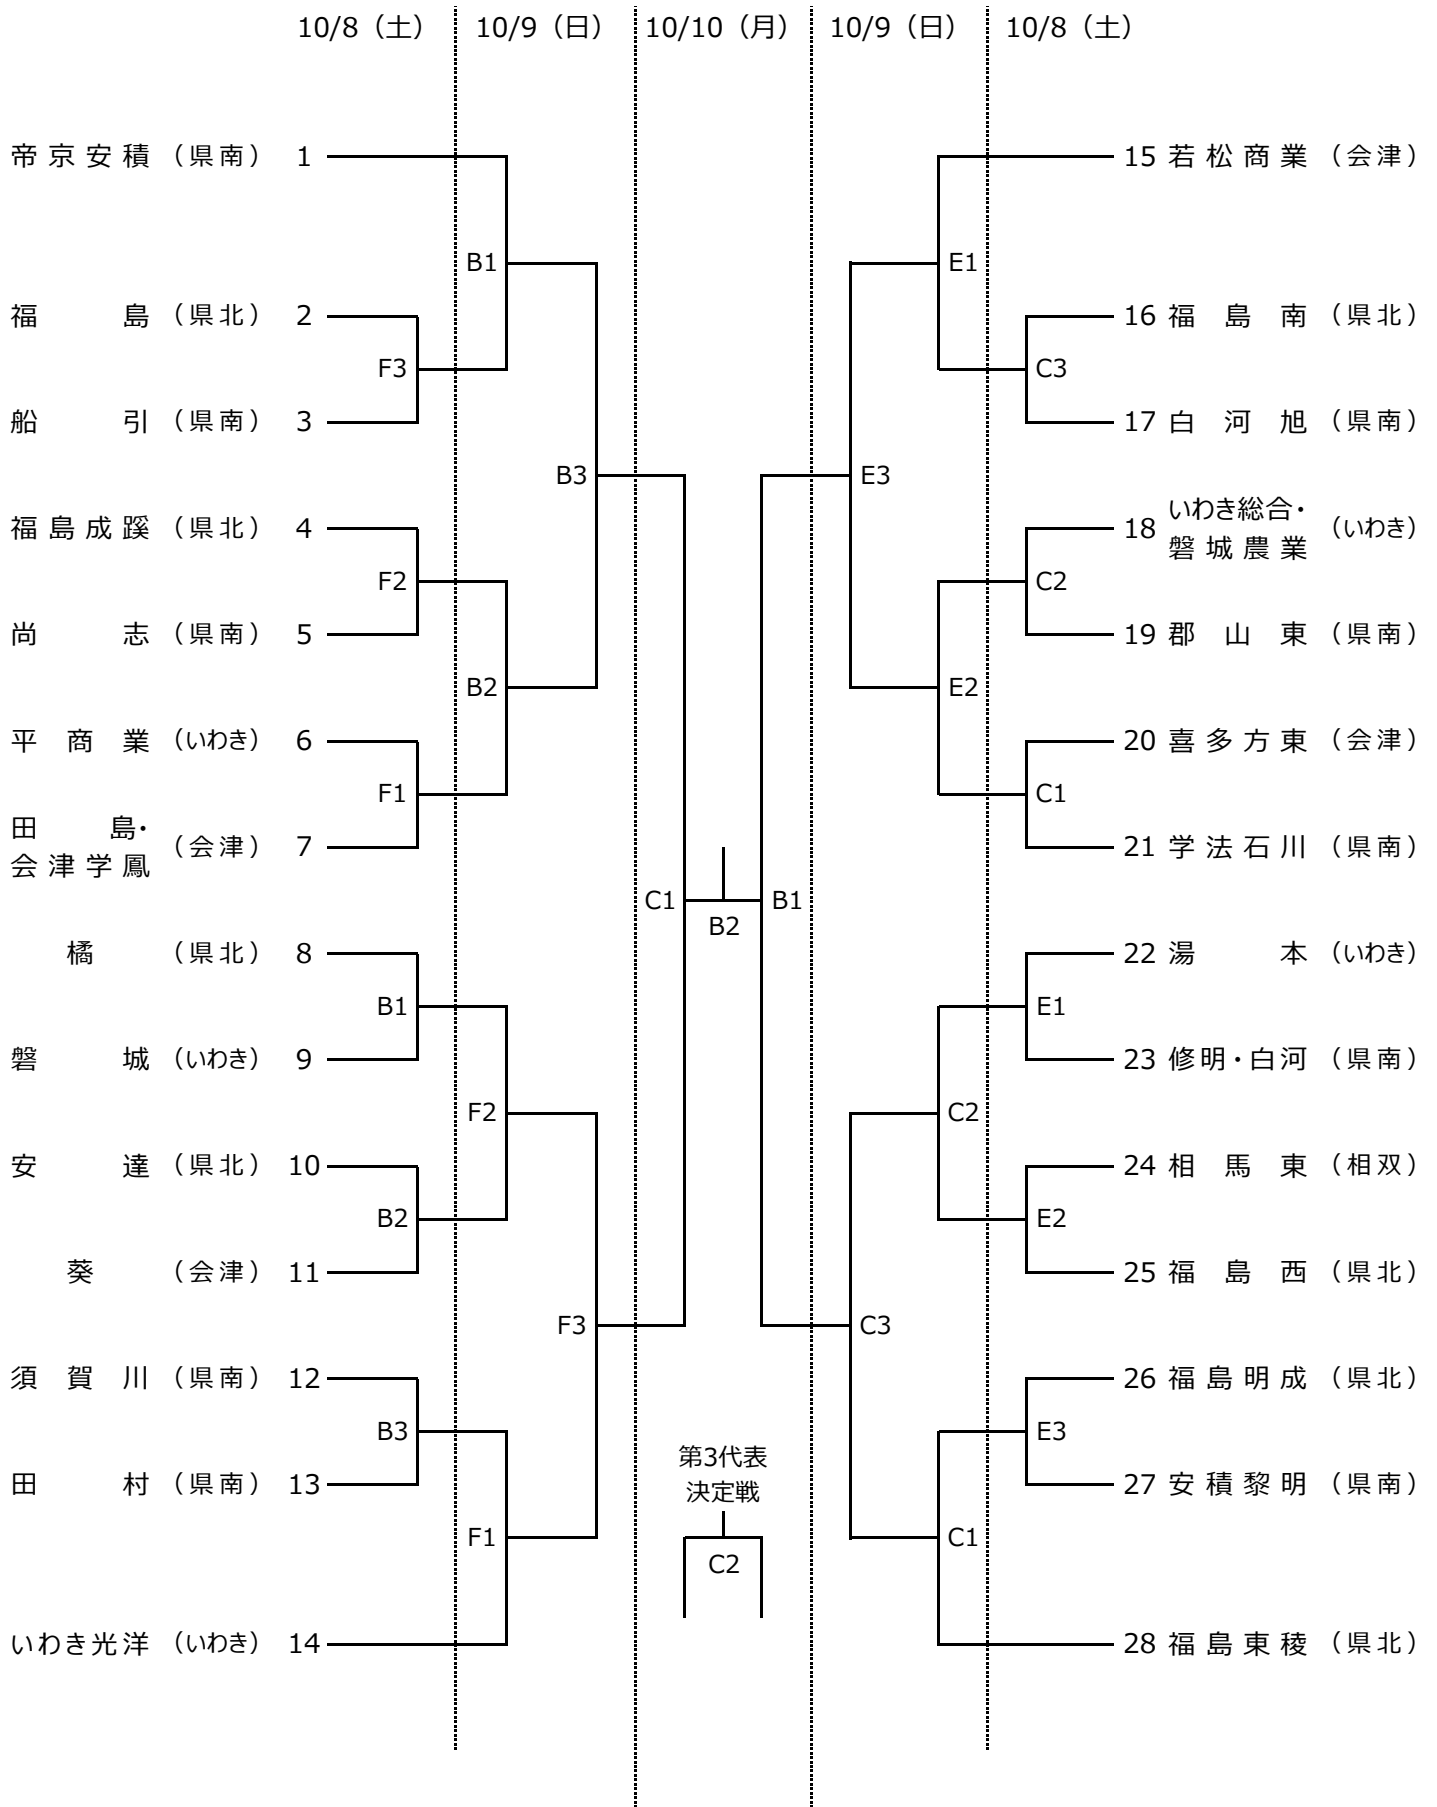 10/8（土） 10/9（日） 10/10（月） 10/9（日） 10/8（土）
帝京安積（県南） 1
15 若松商業（会津）
B1
E1
福島（県北） 2
16 福島南（県北）
F3
C3
船引（県南） 3
17 白河旭（県南）
B3
E3
福島成蹊（県北） 4
18 いわき総合・
磐城農業（いわき）
F2
C2
尚志（県南） 5
19 郡山東（県南）
B2
E2
平商業（いわき） 6
20 喜多方東（会津）
F1
C1
田島・
会津学鳳（会津） 7
21 学法石川（県南）
C1
B2
B1
橘（県北） 8
22 湯本（いわき）
B1
E1
磐城（いわき） 9
23 修明・白河（県南）
F2
C2
安達（県北） 10
24 相馬東（相双）
B2
E2
葵（会津） 11
25 福島西（県北）
F3
C3
須賀川（県南） 12
26 福島明成（県北）
B3
E3
第3代表
決定戦
田村（県南） 13
27 安積黎明（県南）
F1
C2
C1
いわき光洋（いわき） 14
28 福島東稜（県北）